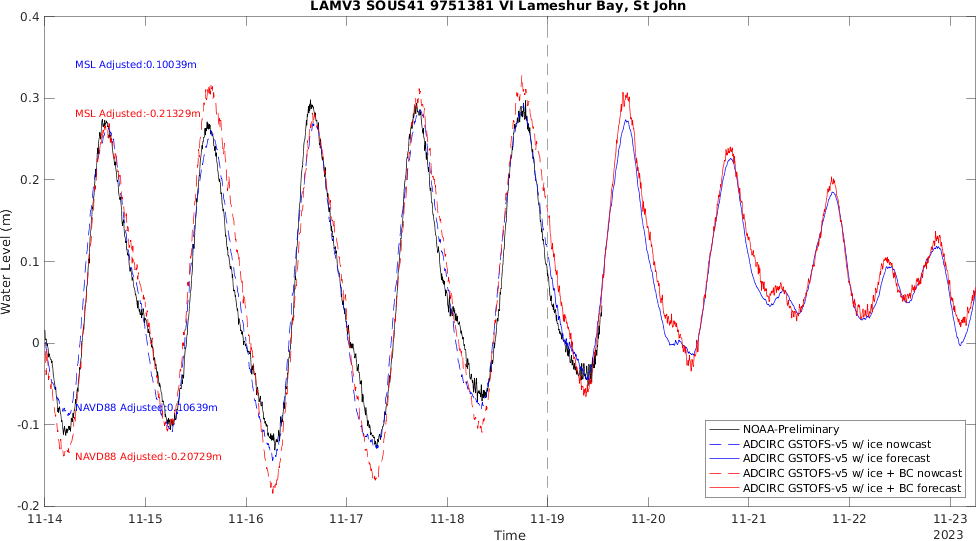 LAMV3 SOUS41 9751381 VI Lameshur Bay, St John
0.4
0.3
0.2
0.1
0
-0.1
-0.2
Water Level (m)
MSL Adjusted:0.10039m
MSL Adjusted:-0.21329m
NAVD88 Adjusted:0.10639m
NAVD88 Adjusted:-0.20729m
NOAA-Preliminary
ADCIRC GSTOFS-v5 w/ ice nowcast
ADCIRC GSTOFS-v5 w/ ice forecast
ADCIRC GSTOFS-v5 w/ ice + BC nowcast
ADCIRC GSTOFS-v5 w/ ice + BC forecast
11-14 11-15 11-16 11-17 11-18 11-19 11-20 11-21 11-22 11-23
Time
2023